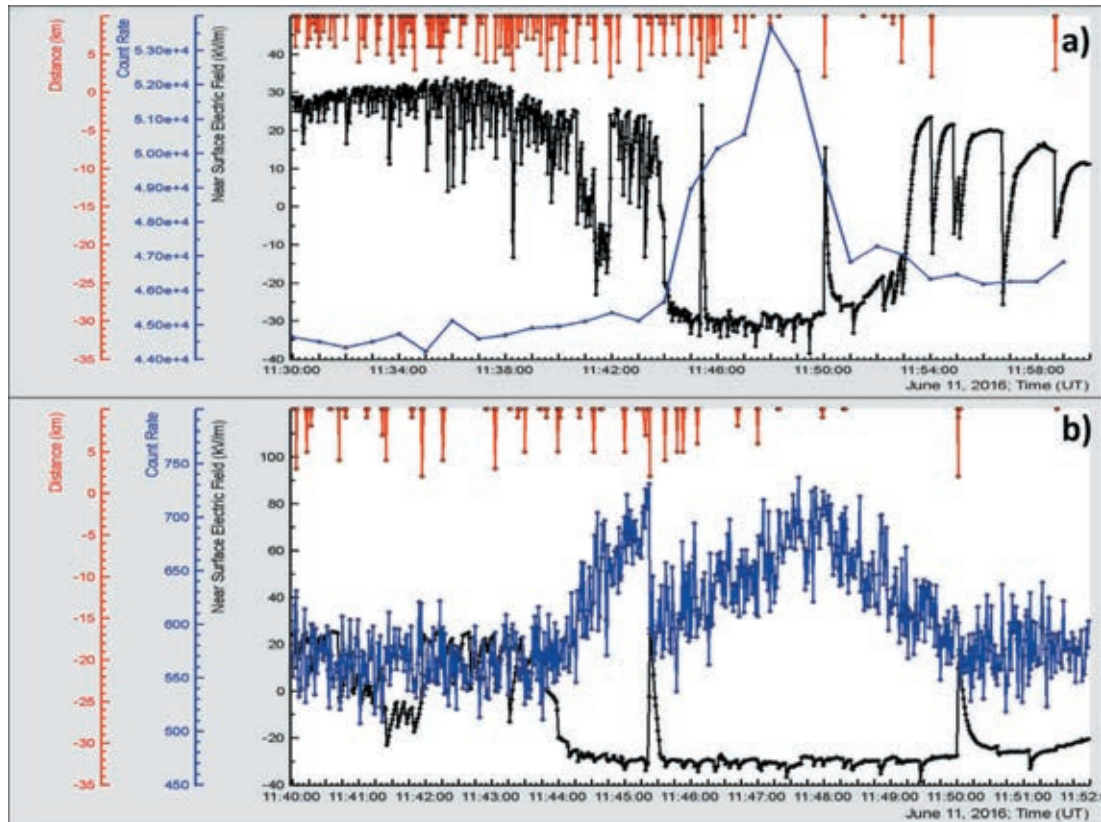 a)
Distance (km)
5
0
-5
-10
-15
-20
-25
-30
-35
Count Rate
5.30e+4
5.20e+4
5.10e+4
5.00e+4
4.90e+4
4.80e+4
4.70e+4
4.60e+4
4.50e+4
4.40e+4
Near Surface Electric Field (kV/m)
40
30
20
10
0
-10
-20
-30
-40
11:30:00 11:34:00 11:38:00 11:42:00 11:46:00 11:50:00 11:54:00 11:58:00
June 11, 2016; Time (UT)
b)
Distance (km)
5
0
-5
-10
-15
-20
-25
-30
-35
Count Rate
750
700
650
600
550
500
450
Near Surface Electric Field (kV/m)
100
80
60
40
20
0
-20
-40
11:40:00 11:41:00 11:42:00 11:43:00 11:44:00 11:45:00 11:46:00 11:47:00 11:48:00 11:49:00 11:50:00 11:51:00 11:52:0
June 11, 2016; Time (UT)